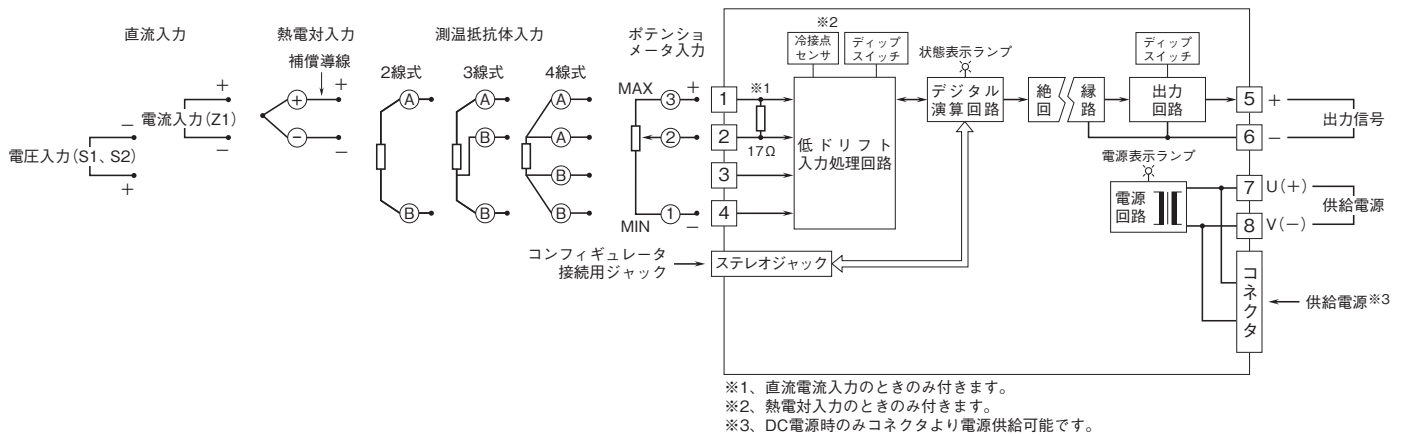 直流入力
熱電対入力
測温抵抗体入力
ポテンショ
メータ入力
補償導線
2線式
3線式
4線式
+
−
電流入力(Z1)
−
電圧入力(S1、S2)
+
+
−
+
−
A
B
A
B
B
A
A
B
B
MAX
3
+
2
1
MIN
−
※2
冷接点
センサ
ディップ
スイッチ
状態表示ランプ
ディップ
スイッチ
1
2
3
4
※1
17Ω
低ドリフト
入力処理回路
デジタル
演算回路
絶縁
回路
出力
回路
5
+
6
−
出力信号
電源表示ランプ
電源
回路
7
U(+)
8
V(−)
供給電源
コンフィギュレータ
接続用ジャック
ステレオジャック
コネクタ
供給電源※3
※1、直流電流入力のときのみ付きます。
※2、熱電対入力のときのみ付きます。
※3、DC電源時のみコネクタより電源供給可能です。